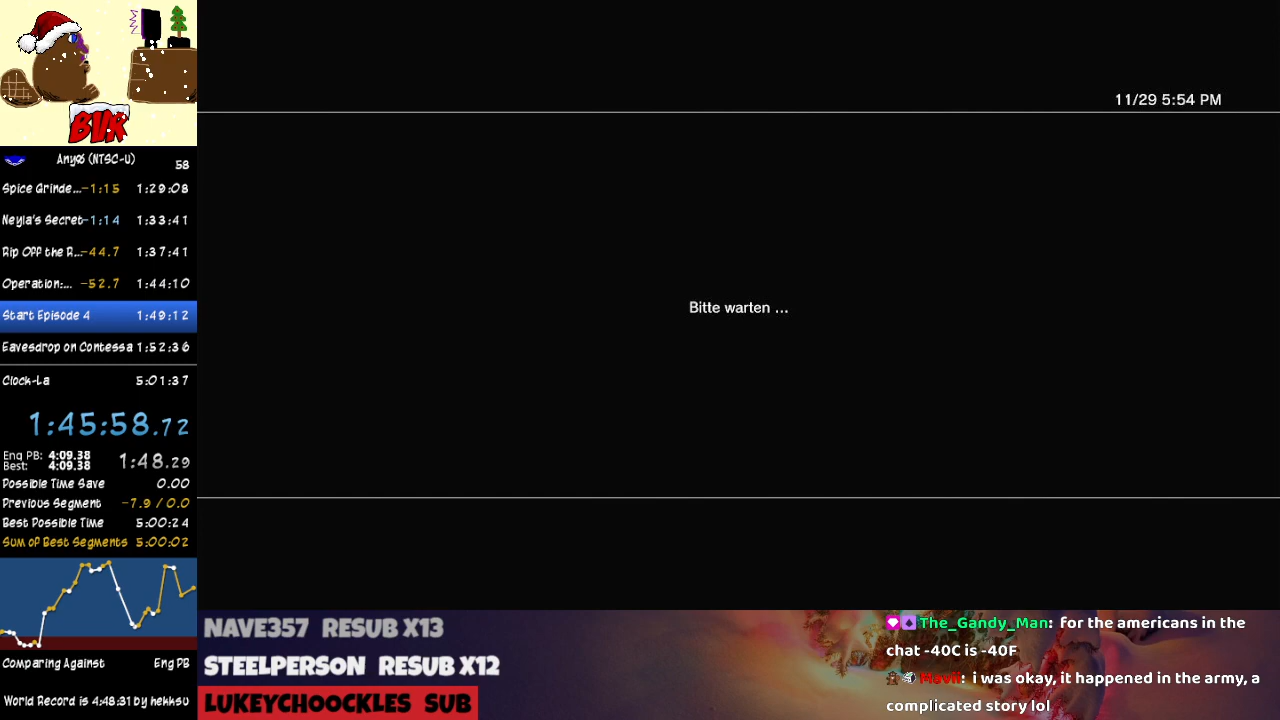 BVR
Any% (NTSC-U)
58
Spice Grinde... -1:15 1:29:08
Neyla's Secret -1:14 1:33:41
Rip Off the R... -44.7 1:37:41
Operation:... -52.7 1:44:10
Start Episode 4 1:49:12
Eavesdrop on Contessa 1:52:36
Clock-La 5:01:37
1:45:58.72
Eng PB: 4:09.38
Best: 4:09.38
1:48.29
Possible Time Save 0.00
Previous Segment -7.9 / 0.0
Best Possible Time 5:00:24
Sum of Best Segments 5:00:02
Comparing Against Eng PB
World Record is 4:48:31 by hekksu
11/29 5:54 PM
Bitte warten ...
NAVE357 RESUB X13
STEELPERSON RESUB X12
LUKEYCHOOCKLES SUB
The_Gandy_Man: for the americans in the
chat -40C is -40F
Mavii: i was okay, it happened in the army, a
complicated story lol